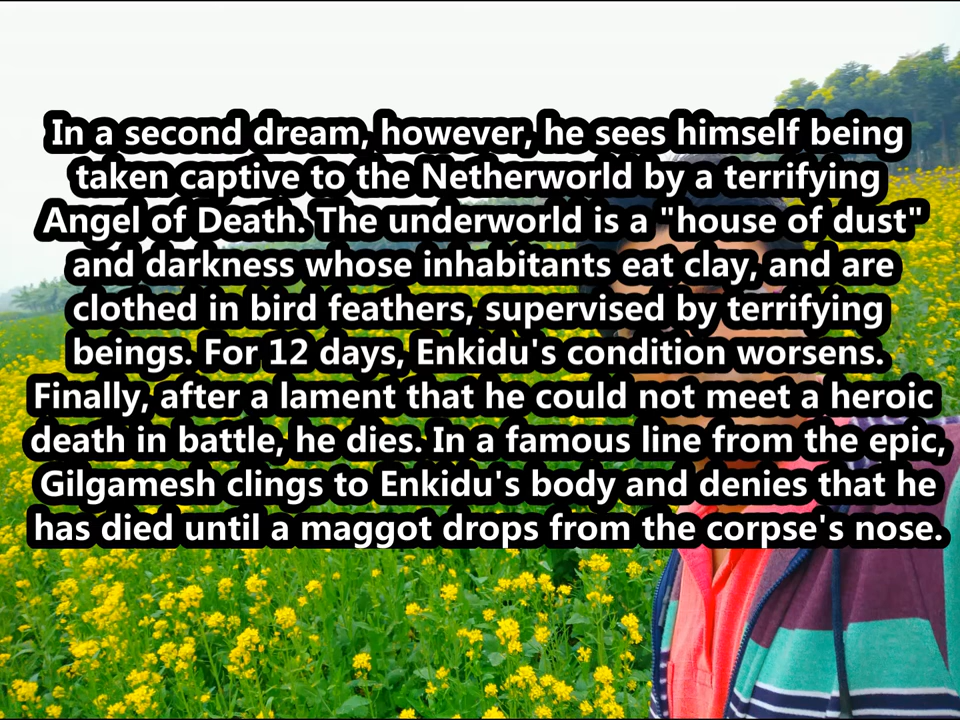 In a second dream, however, he sees himself being
taken captive to the Netherworld by a terrifying
Angel of Death. The underworld is a "house of dust"
and darkness whose inhabitants eat clay, and are
clothed in bird feathers, supervised by terrifying
beings. For 12 days, Enkidu's condition worsens.
Finally, after a lament that he could not meet a heroic
death in battle, he dies. In a famous line from the epic,
Gilgamesh clings to Enkidu's body and denies that he
has died until a maggot drops from the corpse's nose.